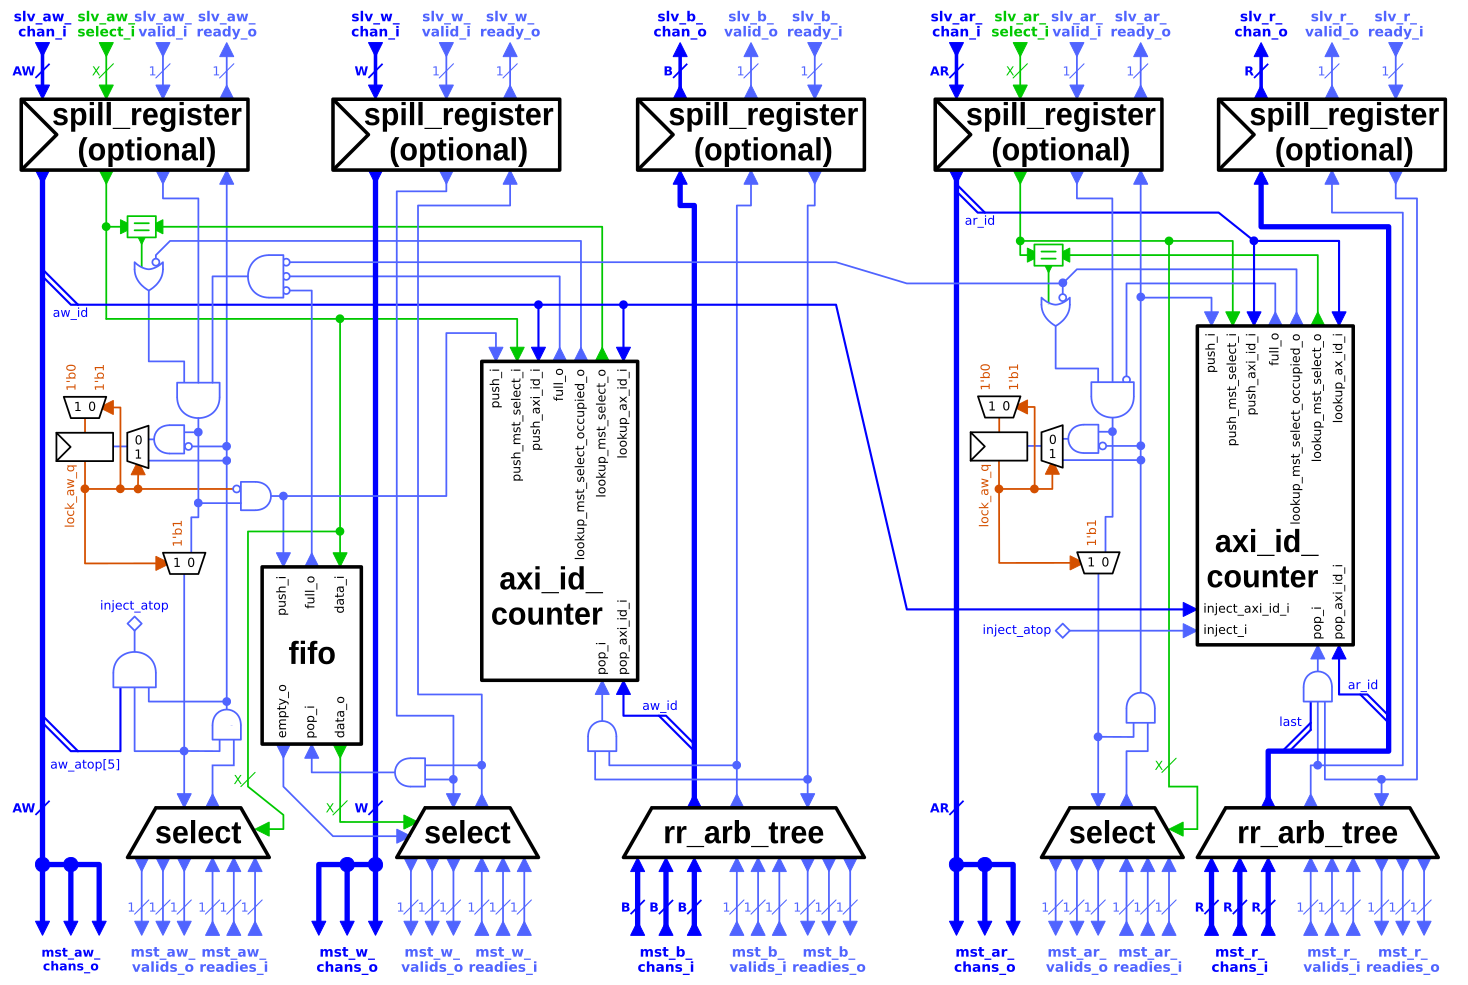 slv_aw_
chan_i
slv_aw_
select_i
slv_aw_
valid_i
slv_aw_
ready_o
slv_w_
chan_i
slv_w_
valid_i
slv_w_
ready_o
slv_b_
chan_o
slv_b_
valid_o
slv_b_
ready_i
slv_ar_
chan_i
slv_ar_
select_i
slv_ar_
valid_i
slv_ar_
ready_o
slv_r_
chan_o
slv_r_
valid_o
slv_r_
ready_i
AW X 1 1 W 1 1 B 1 1 AR X 1 1 R 1 1
spill_register
(optional)
spill_register
(optional)
spill_register
(optional)
spill_register
(optional)
spill_register
(optional)
=
=
ar_id
aw_id
1'b0
1'b1
1 0
0
1
lock_aw_q
1'b1
1 0
inject_atop
aw_atop[5]
push_i
full_o
data_i
fifo
empty_o
pop_i
data_o
push_i
push_mst_select_i
push_axi_id_i
full_o
lookup_mst_select_occupied_o
lookup_mst_select_o
lookup_ax_id_i
axi_id_
counter
pop_i
pop_axi_id_i
aw_id
1'b0
1'b1
1 0
0
1
lock_aw_q
1'b1
1 0
push_i
push_mst_select_i
push_axi_id_i
full_o
lookup_mst_select_occupied_o
lookup_mst_select_o
lookup_ax_id_i
axi_id_
counter
inject_axi_id_i
inject_i
pop_i
pop_axi_id_i
inject_atop
ar_id
last
X
X
X
AW
W
AR
select
select
rr_arb_tree
select
rr_arb_tree
1 1 1 1 1 1 1 1 1 1 1 1 B B B 1 1 1 1 1 1 1 1 1 1 1 1 R R R 1 1 1 1 1 1
mst_aw_
chans_o
mst_aw_
valids_o
mst_aw_
readies_i
mst_w_
chans_o
mst_w_
valids_o
mst_w_
readies_i
mst_b_
chans_i
mst_b_
valids_i
mst_b_
readies_o
mst_ar_
chans_o
mst_ar_
valids_o
mst_ar_
readies_i
mst_r_
chans_i
mst_r_
valids_i
mst_r_
readies_o